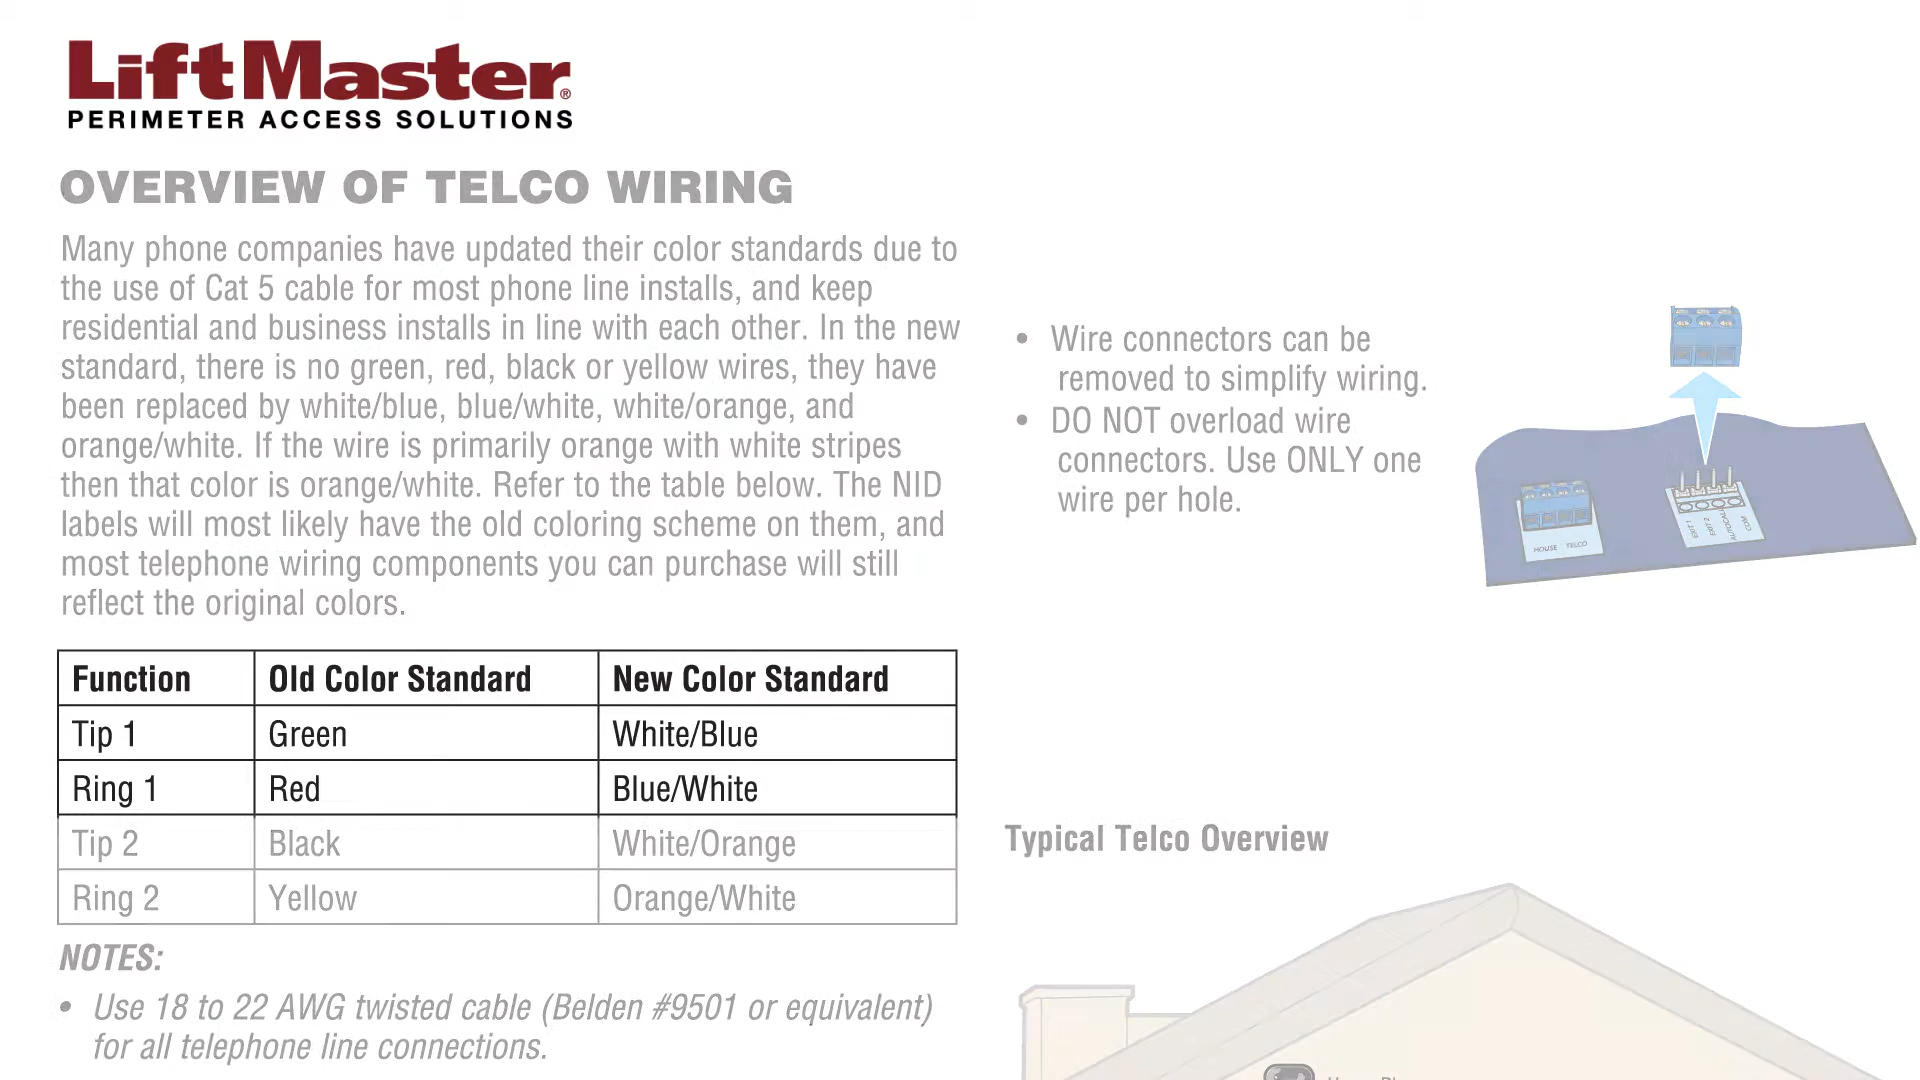 LiftMaster®
PERIMETER ACCESS SOLUTIONS
OVERVIEW OF TELCO WIRING
Many phone companies have updated their color standards due to
the use of Cat 5 cable for most phone line installs, and keep
residential and business installs in line with each other. In the new
standard, there is no green, red, black or yellow wires, they have
been replaced by white/blue, blue/white, white/orange, and
orange/white. If the wire is primarily orange with white stripes
then that color is orange/white. Refer to the table below. The NID
labels will most likely have the old coloring scheme on them, and
most telephone wiring components you can purchase will still
reflect the original colors.
Function Old Color Standard New Color Standard
Tip 1 Green White/Blue
Ring 1 Red Blue/White
Tip 2 Black White/Orange
Ring 2 Yellow Orange/White
NOTES:
• Use 18 to 22 AWG twisted cable (Belden #9501 or equivalent)
for all telephone line connections.
• Wire connectors can be
removed to simplify wiring.
• DO NOT overload wire
connectors. Use ONLY one
wire per hole.
HOUSE TELCO
EXIT 1
EXIT 2
AUTOCALL
COM
Typical Telco Overview